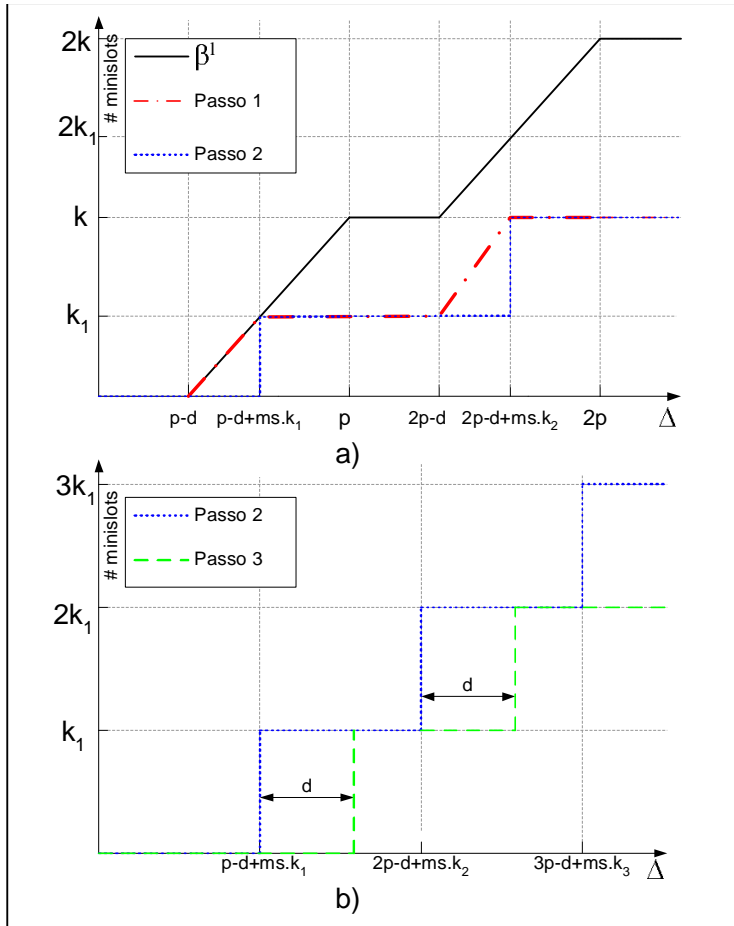 2k
2k₁
k
k₁
# minislots
β¹
Passo 1
Passo 2
p-d
p-d+ms.k₁
p
2p-d
2p-d+ms.k₂
2p
Δ
a)
3k₁
2k₁
k₁
# minislots
Passo 2
Passo 3
d
d
p-d+ms.k₁
2p-d+ms.k₂
3p-d+ms.k₃
Δ
b)